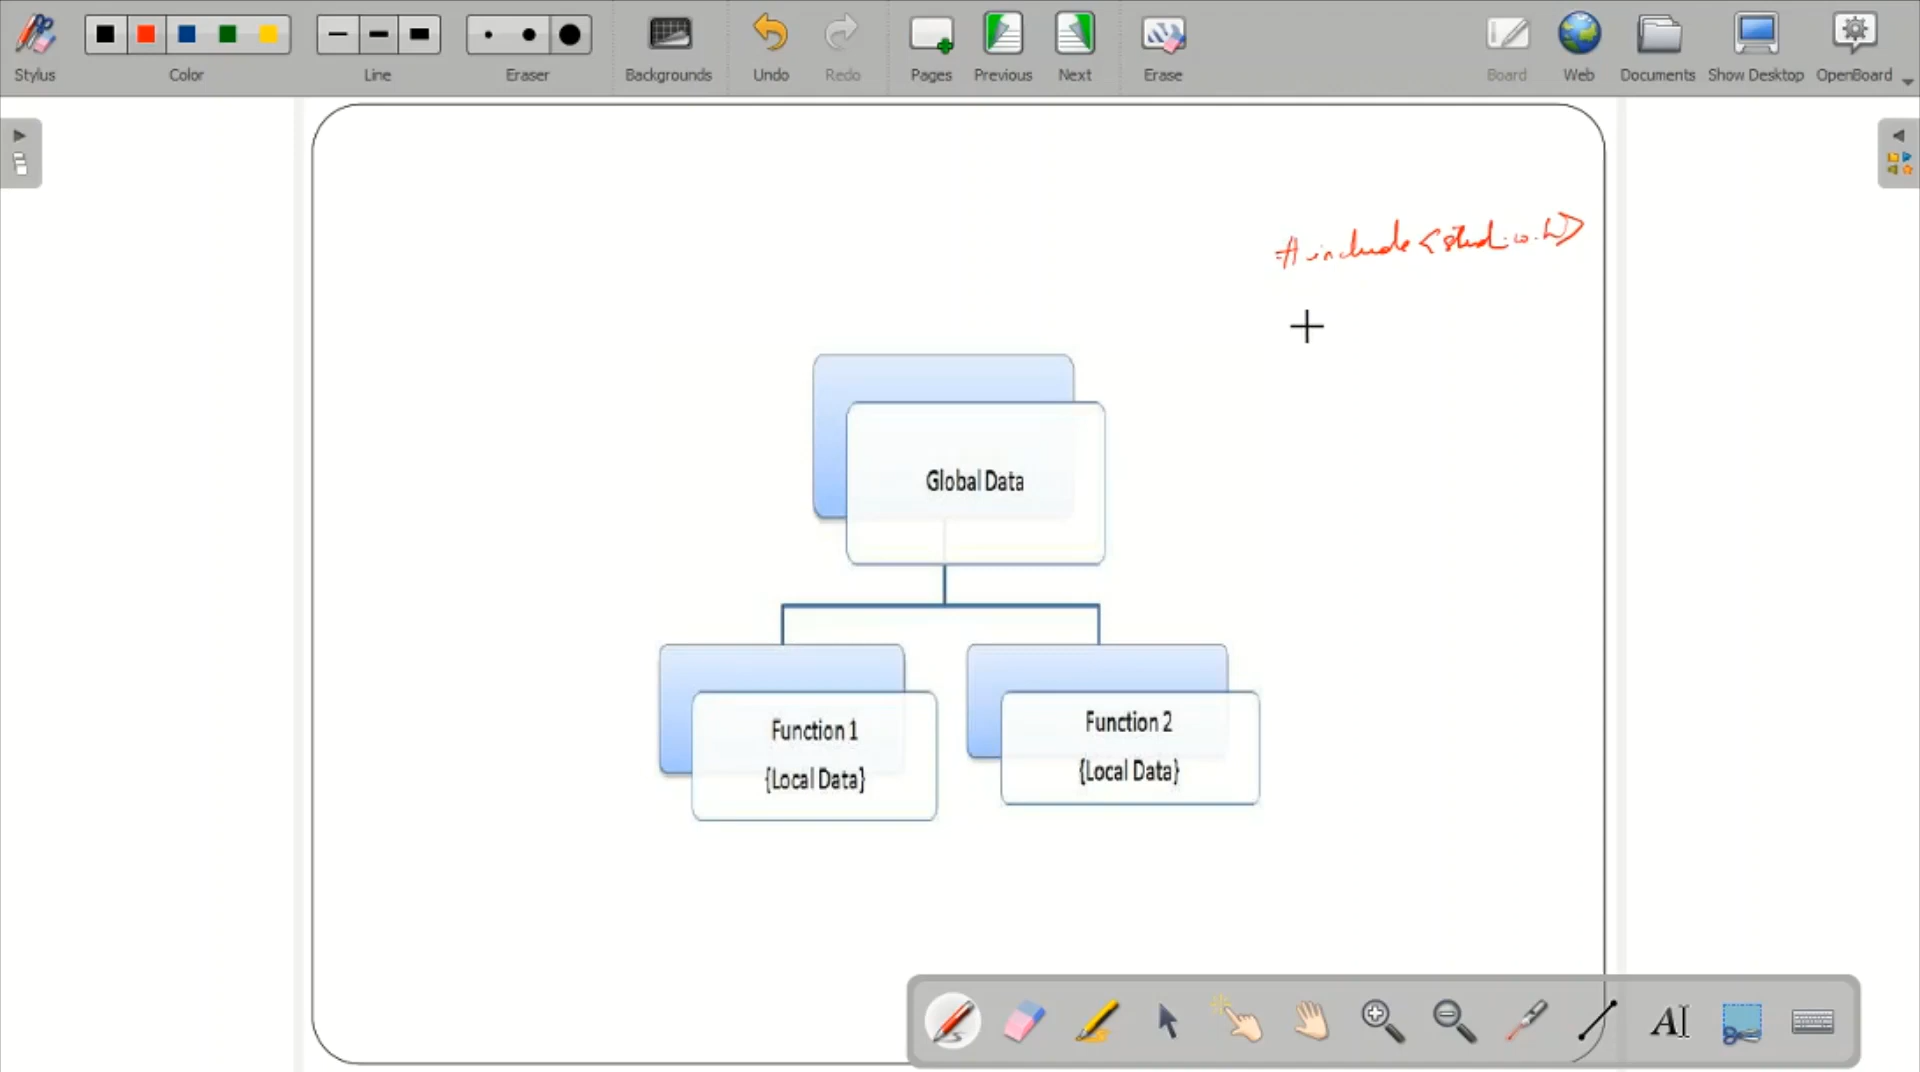 Stylus
Color
Line
Eraser
Backgrounds
Undo
Redo
Pages
Previous
Next
Erase
Board
Web
Documents
Show Desktop
OpenBoard
#include<stdio.h>
Global Data
Function 1
{Local Data}
Function 2
{Local Data}